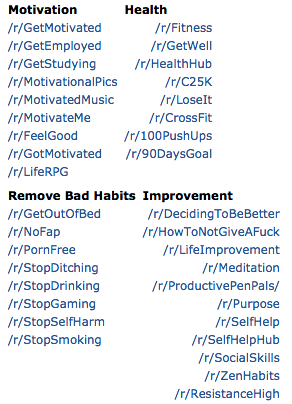 Motivation
/r/GetMotivated
/r/GetEmployed
/r/GetStudying
/r/MotivationalPics
/r/MotivatedMusic
/r/MotivateMe
/r/FeelGood
/r/GotMotivated
/r/LifeRPG
Health
/r/Fitness
/r/GetWell
/r/HealthHub
/r/C25K
/r/LoseIt
/r/CrossFit
/r/100PushUps
/r/90DaysGoal
Remove Bad Habits
/r/GetOutOfBed
/r/NoFap
/r/PornFree
/r/StopDitching
/r/StopDrinking
/r/StopGaming
/r/StopSelfHarm
/r/StopSmoking
Improvement
/r/DecidingToBeBetter
/r/HowToNotGiveAFuck
/r/LifeImprovement
/r/Meditation
/r/ProductivePenPals/
/r/Purpose
/r/SelfHelp
/r/SelfHelpHub
/r/SocialSkills
/r/ZenHabits
/r/ResistanceHigh